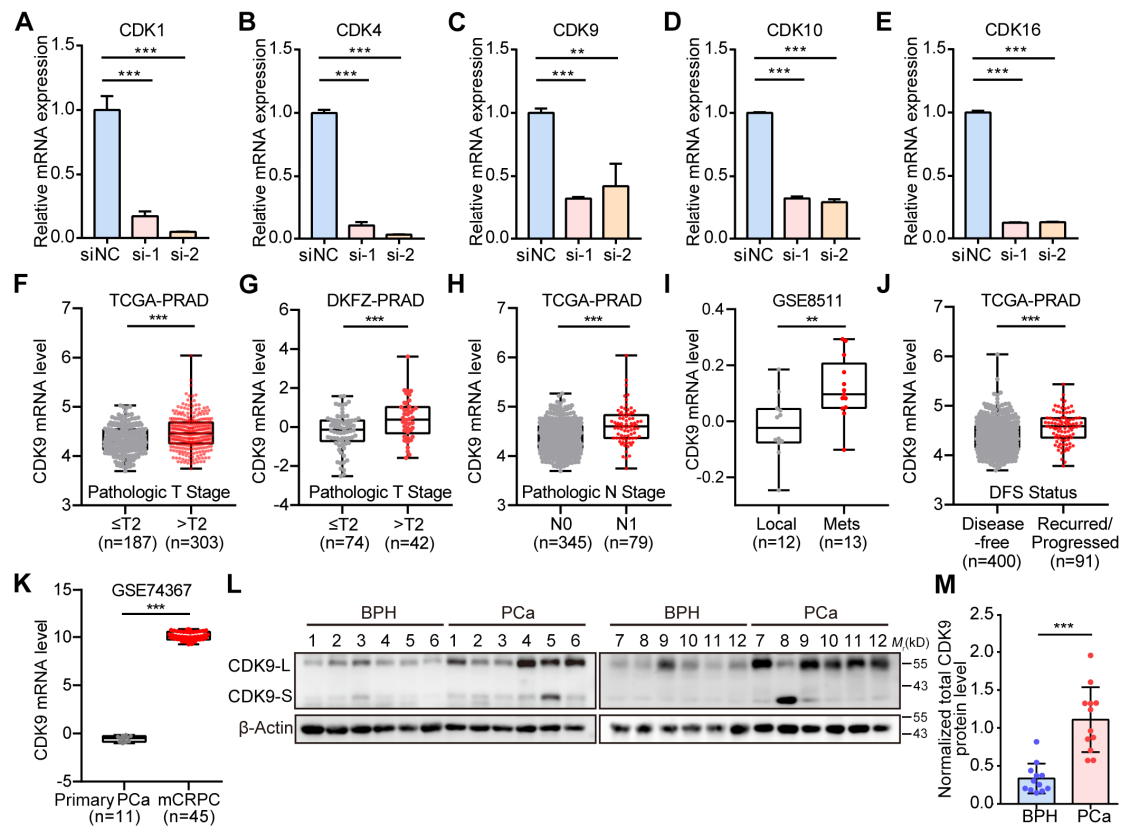 A
CDK1
Relative mRNA expression
1.5
1.0
0.5
0.0
***
***
siNC si-1 si-2
B
CDK4
Relative mRNA expression
1.5
1.0
0.5
0.0
***
***
siNC si-1 si-2
C
CDK9
Relative mRNA expression
1.5
1.0
0.5
0.0
**
***
siNC si-1 si-2
D
CDK10
Relative mRNA expression
1.5
1.0
0.5
0.0
***
***
siNC si-1 si-2
E
CDK16
Relative mRNA expression
1.5
1.0
0.5
0.0
***
***
siNC si-1 si-2
F
TCGA-PRAD
***
CDK9 mRNA level
7
6
5
4
3
Pathologic T Stage
≤T2 >T2
(n=187) (n=303)
G
DKFZ-PRAD
***
CDK9 mRNA level
6
4
2
0
-2
-4
Pathologic T Stage
≤T2 >T2
(n=74) (n=42)
H
TCGA-PRAD
***
CDK9 mRNA level
7
6
5
4
3
Pathologic N Stage
N0 N1
(n=345) (n=79)
I
GSE8511
**
CDK9 mRNA level
0.4
0.2
0.0
-0.2
Local Mets
(n=12) (n=13)
J
TCGA-PRAD
***
CDK9 mRNA level
7
6
5
4
3
DFS Status
Disease Recurred/
-free Progressed
(n=400) (n=91)
K
GSE74367
***
CDK9 mRNA level
15
10
5
0
-5
Primary PCa mCRPC
(n=11) (n=45)
L
BPH PCa BPH PCa
1 2 3 4 5 6 1 2 3 4 5 6 7 8 9 10 11 12 7 8 9 10 11 12 Mr(kD)
CDK9-L
55
43
CDK9-S
55
β-Actin
43
M
***
Normalized total CDK9
protein level
2.5
2.0
1.5
1.0
0.5
0.0
BPH PCa